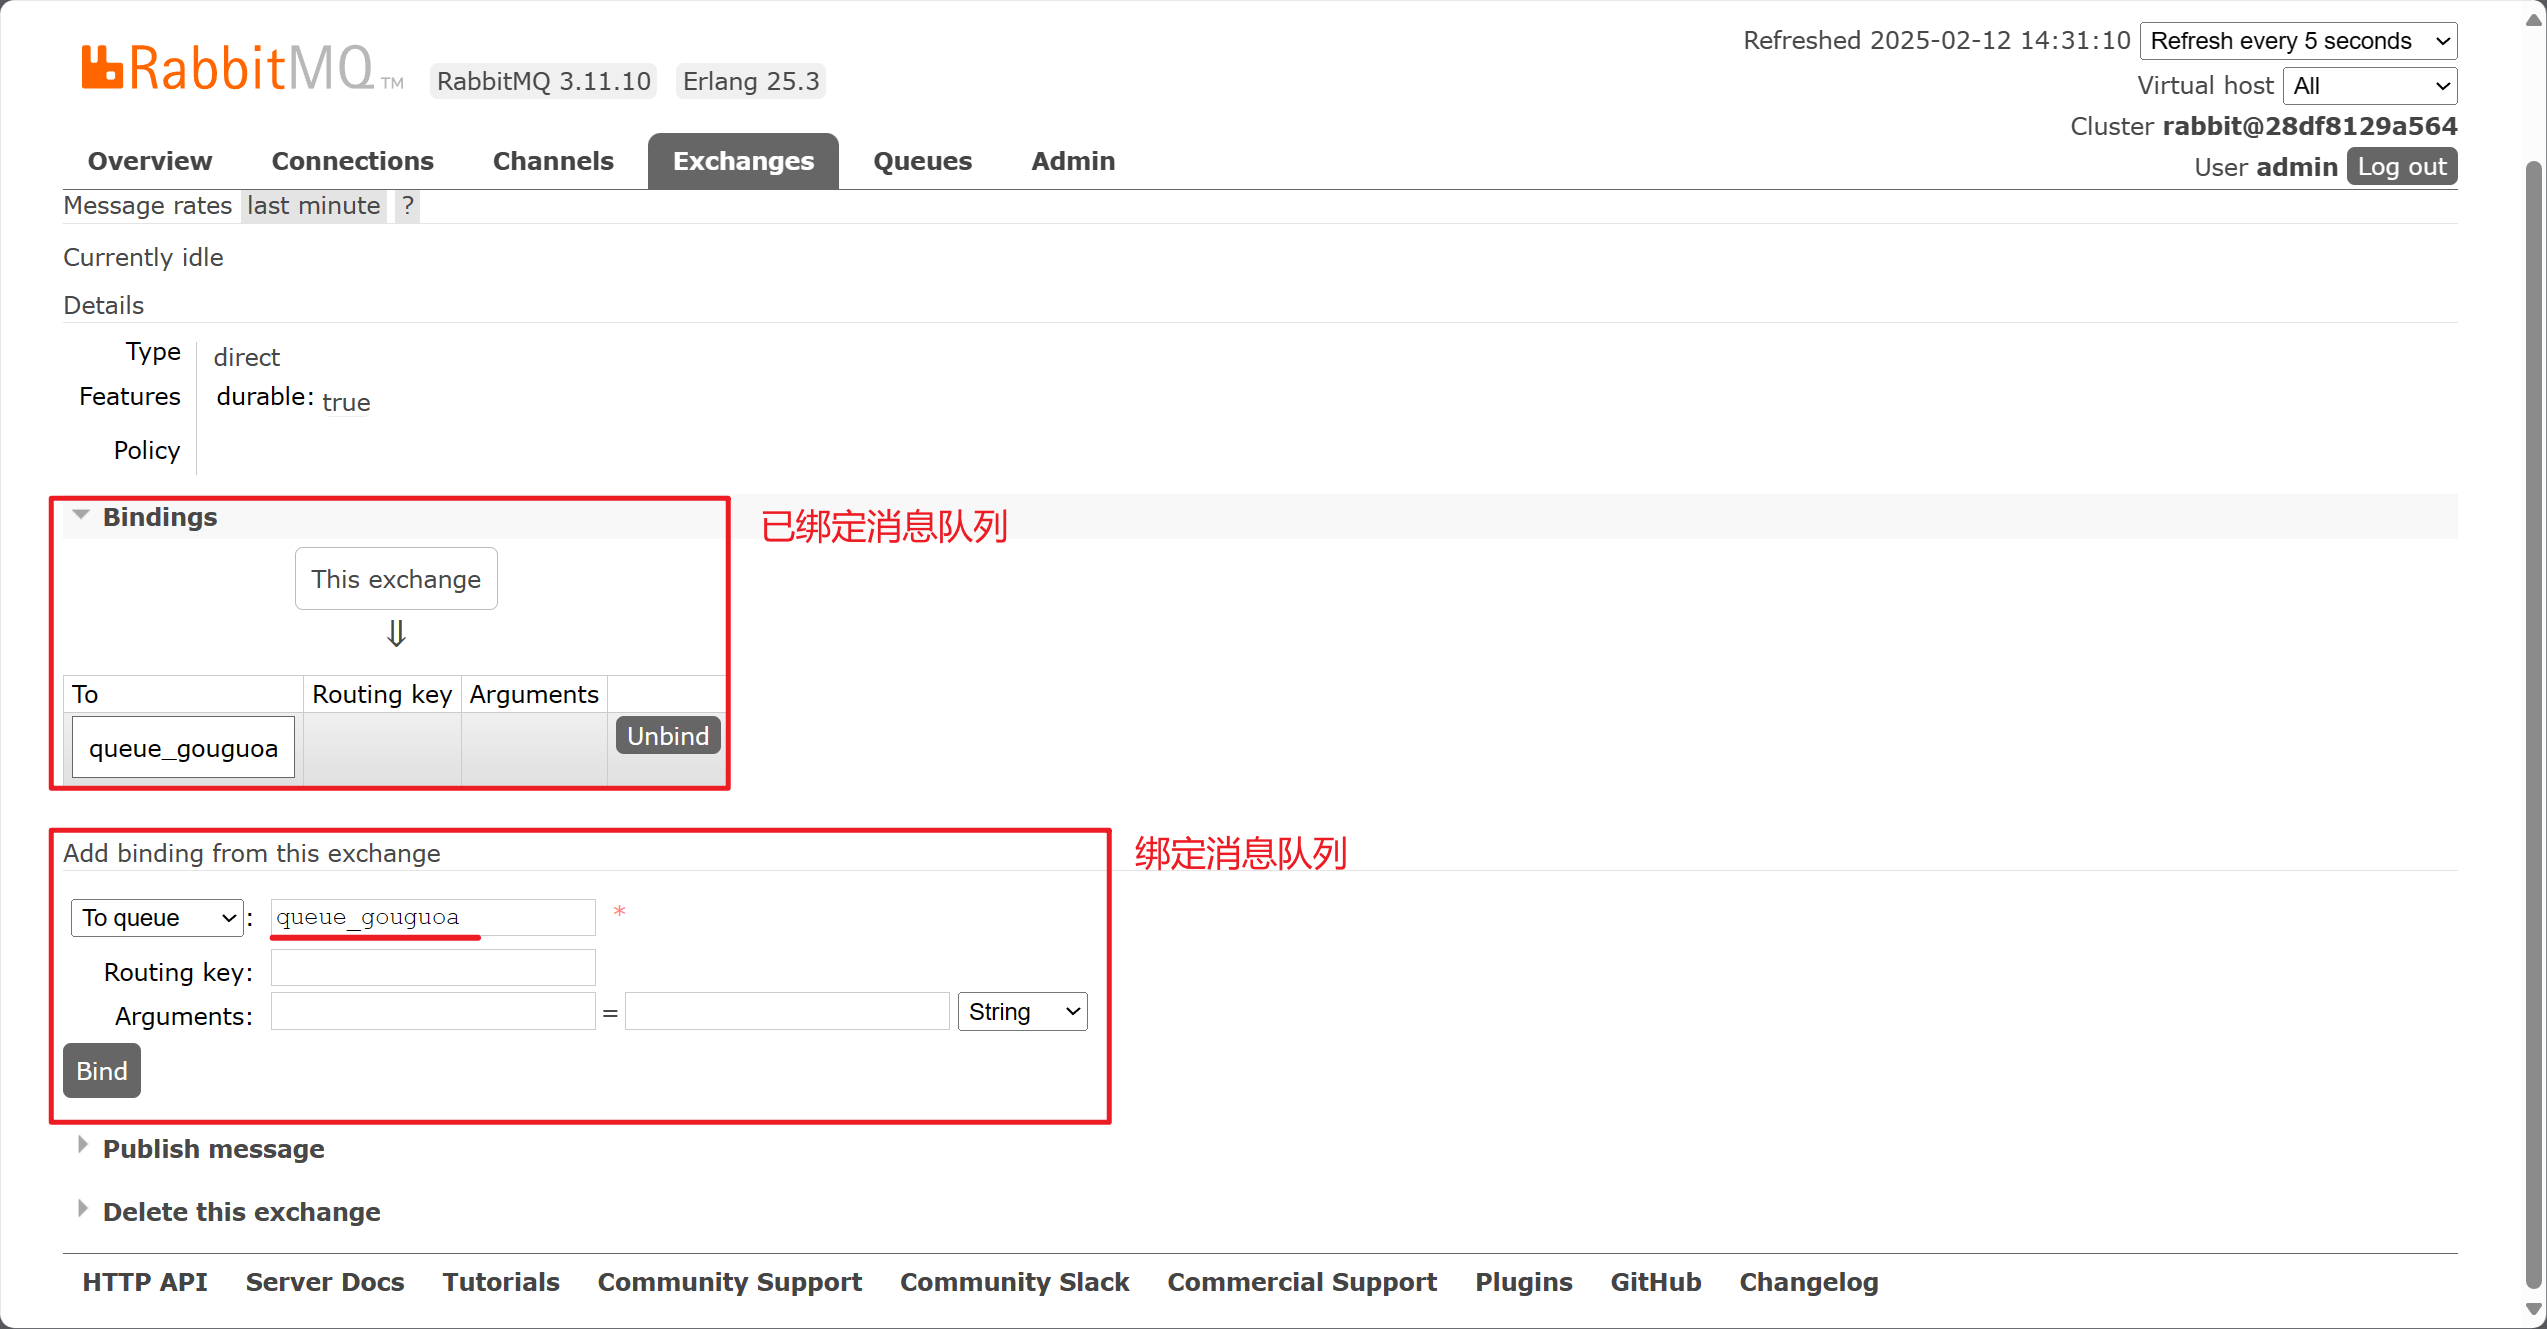 RabbitMQ TM RabbitMQ 3.11.10 Erlang 25.3
Refreshed 2025-02-12 14:31:10 Refresh every 5 seconds
Virtual host All
Cluster rabbit@28df8129a564
User admin Log out
Overview Connections Channels Exchanges Queues Admin
Message rates last minute ?
Currently idle
Details
Type direct
Features durable: true
Policy
Bindings
已绑定消息队列
This exchange
⇓
To Routing key Arguments
queue_gouguoa Unbind
Add binding from this exchange
绑定消息队列
To queue : queue_gouguoa *
Routing key:
Arguments: = String
Bind
Publish message
Delete this exchange
HTTP API Server Docs Tutorials Community Support Community Slack Commercial Support Plugins GitHub Changelog